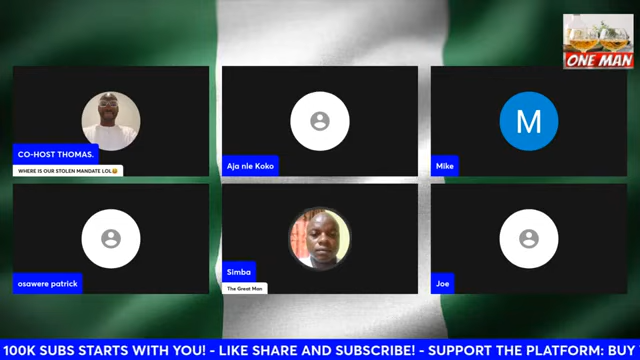 ONE MAN
M
CO-HOST THOMAS.
WHERE IS OUR STOLEN MANDATE LOL😂
Aja nie Koko
Mike
osawere patrick
Simba
The Great Man
Joe
100K SUBS STARTS WITH YOU! - LIKE SHARE AND SUBSCRIBE! - SUPPORT THE PLATFORM: BUY